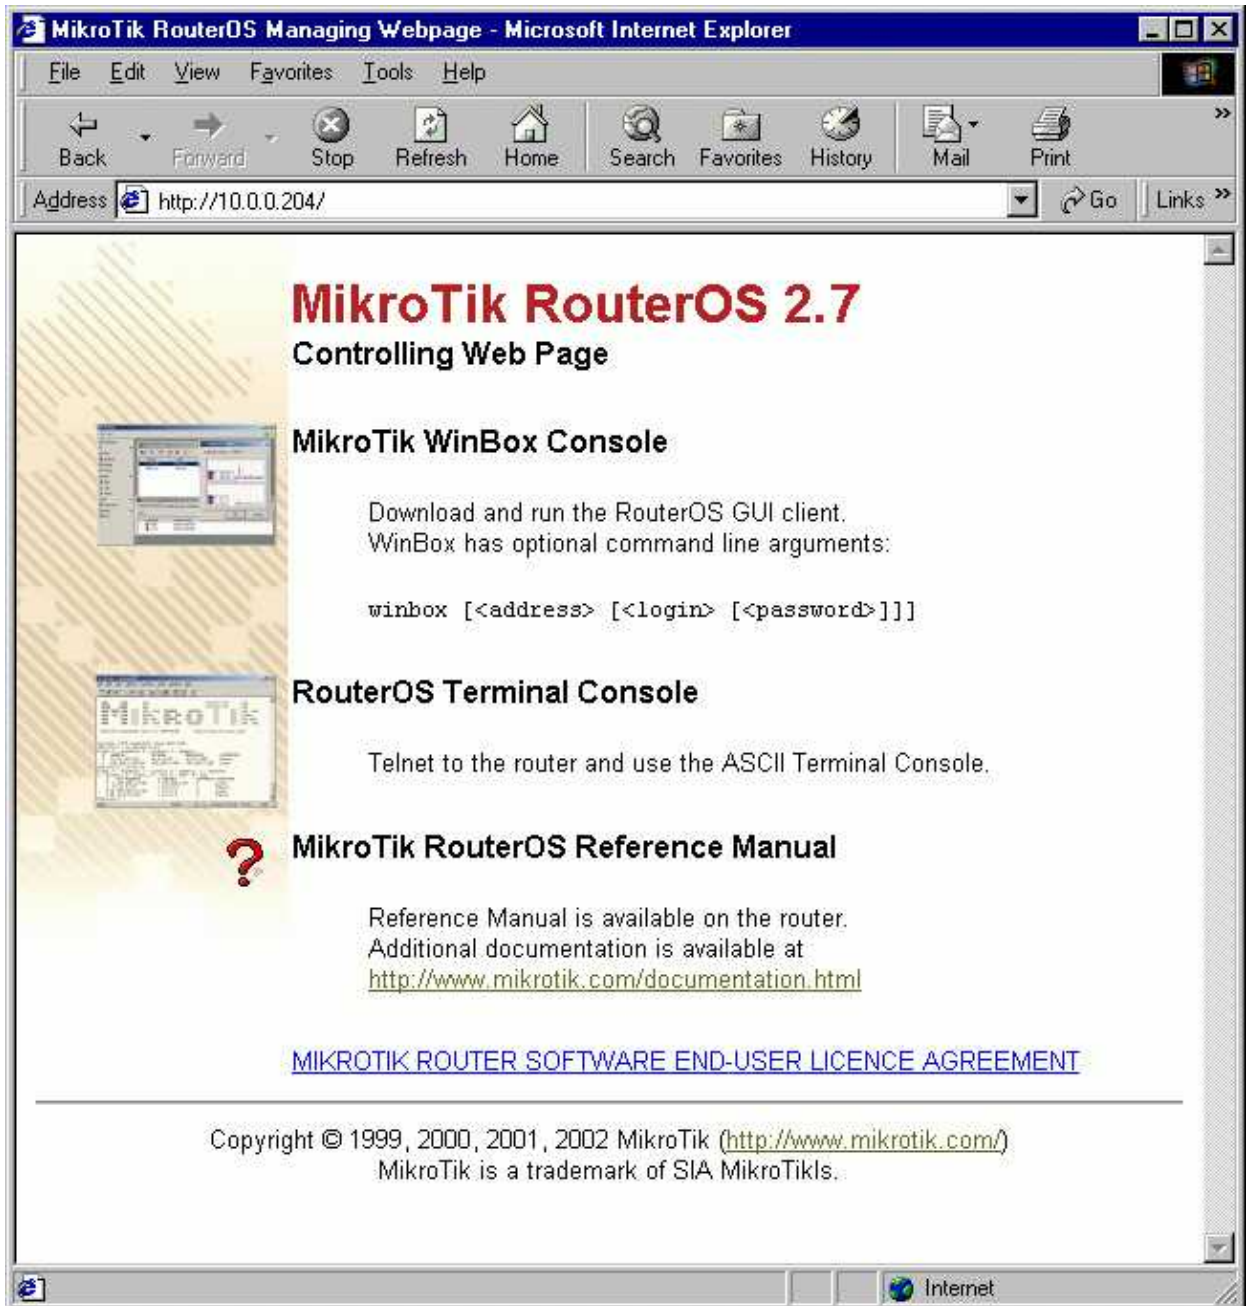 MikroTik RouterOS Managing Webpage - Microsoft Internet Explorer
File Edit View Favorites Tools Help
Back Forward Stop Refresh Home Search Favorites History Mail Print »
Address http://10.0.0.204/ Go Links »
MikroTik RouterOS 2.7
Controlling Web Page
MikroTik WinBox Console
Download and run the RouterOS GUI client.
WinBox has optional command line arguments:
winbox [<address> [<login> [<password>]]]
MikroTik
RouterOS Terminal Console
Telnet to the router and use the ASCII Terminal Console.
?
MikroTik RouterOS Reference Manual
Reference Manual is available on the router.
Additional documentation is available at
http://www.mikrotik.com/documentation.html
MIKROTIK ROUTER SOFTWARE END-USER LICENCE AGREEMENT
Copyright © 1999, 2000, 2001, 2002 MikroTik (http://www.mikrotik.com/)
MikroTik is a trademark of SIA MikroTikls.
Internet